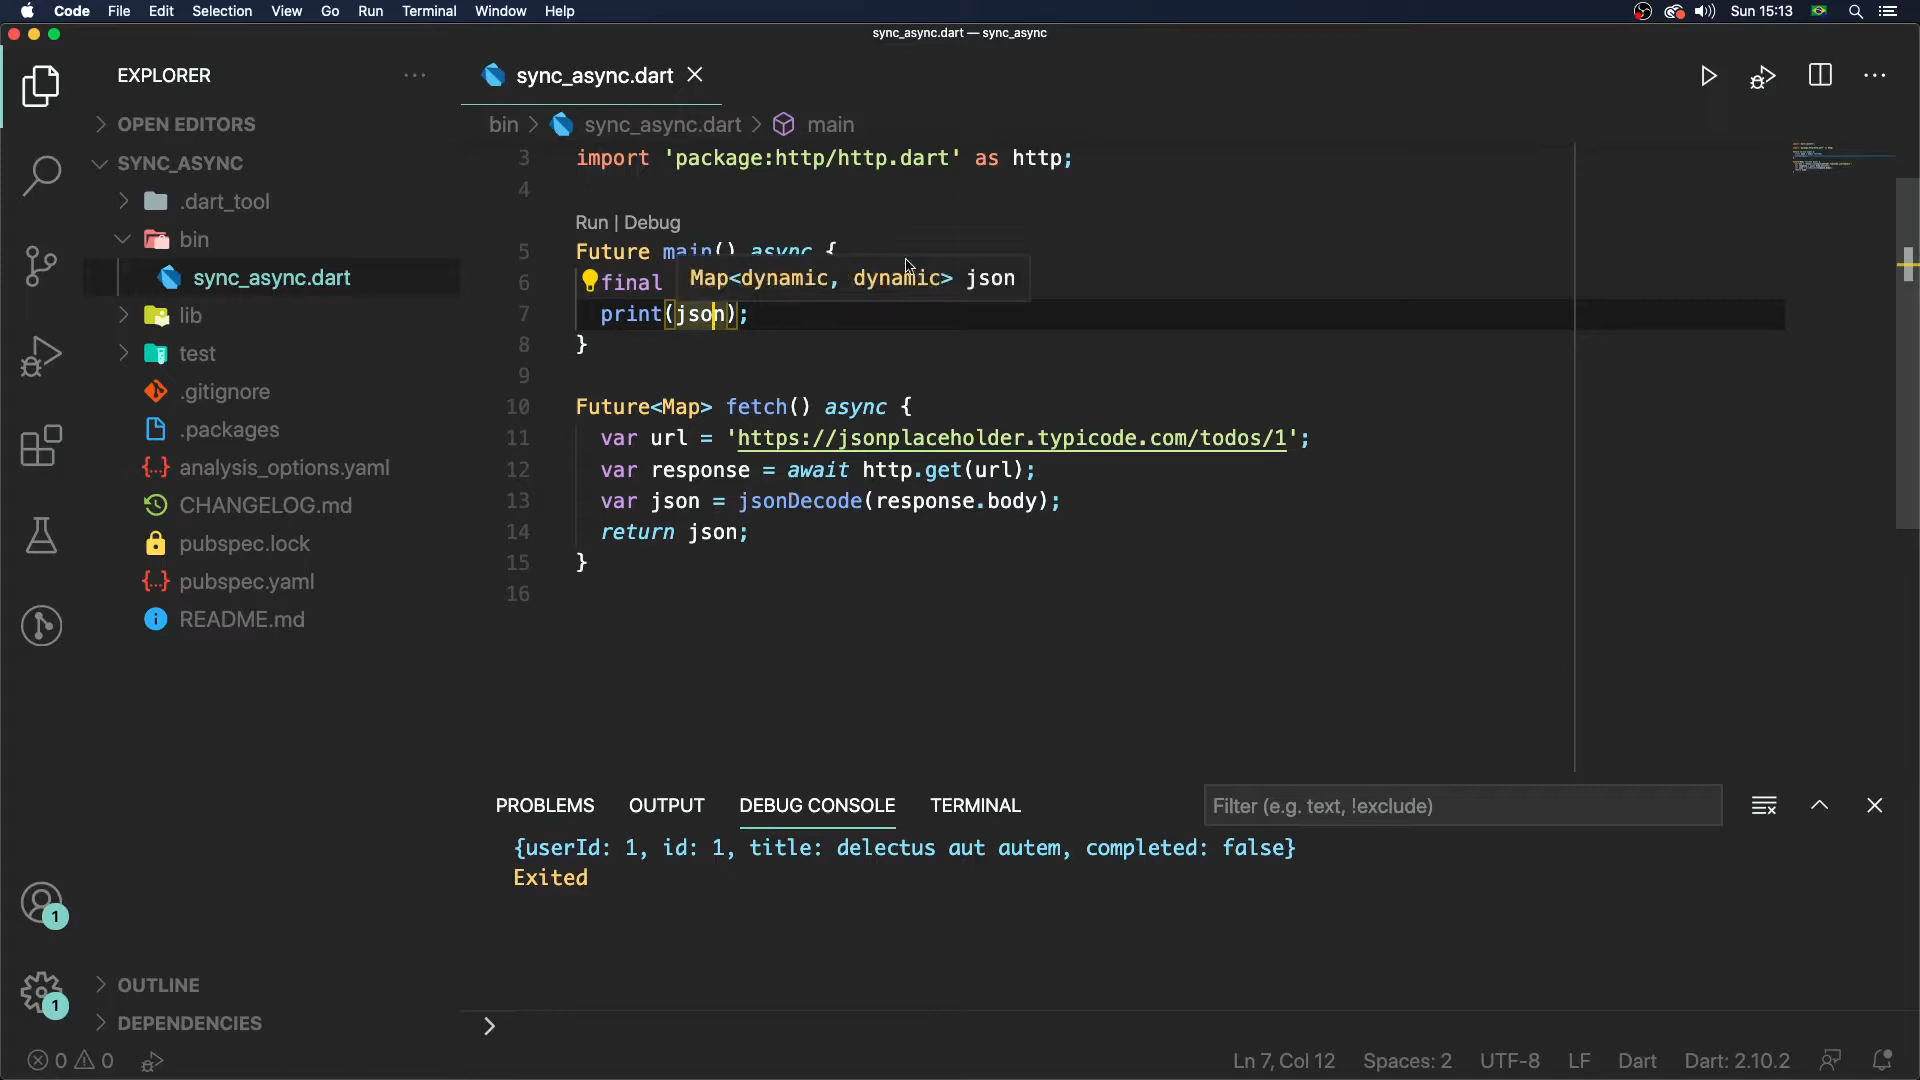 Code File Edit Selection View Go Run Terminal Window Help
Sun 15:13
sync_async.dart — sync_async
EXPLORER
OPEN EDITORS
SYNC_ASYNC
.dart_tool
bin
sync_async.dart
lib
test
.gitignore
.packages
analysis_options.yaml
CHANGELOG.md
pubspec.lock
pubspec.yaml
README.md
OUTLINE
DEPENDENCIES
sync_async.dart
bin > sync_async.dart > main
3 import 'package:http/http.dart' as http;
4
Run | Debug
5 Future main() async {
6 final
Map<dynamic, dynamic> json
7 print(json);
8 }
9
10 Future<Map> fetch() async {
11 var url = 'https://jsonplaceholder.typicode.com/todos/1';
12 var response = await http.get(url);
13 var json = jsonDecode(response.body);
14 return json;
15 }
16
PROBLEMS OUTPUT DEBUG CONSOLE TERMINAL
Filter (e.g. text, !exclude)
{userId: 1, id: 1, title: delectus aut autem, completed: false}
Exited
1
1
0 0
Ln 7, Col 12 Spaces: 2 UTF-8 LF Dart Dart: 2.10.2